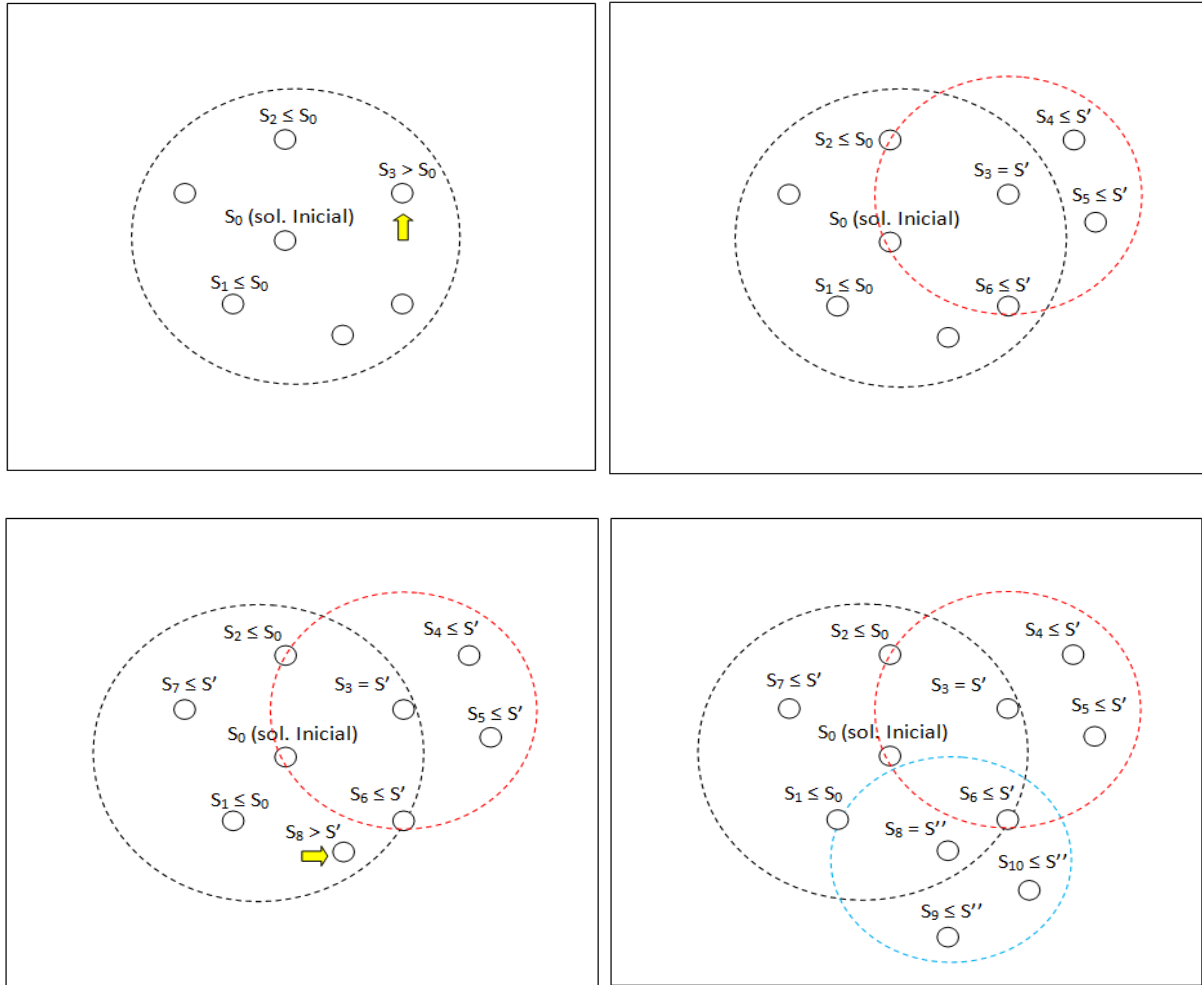 S₂ ≤ S₀
S₃ > S₀
S₀ (sol. Inicial)
S₁ ≤ S₀
S₄ ≤ S'
S₂ ≤ S₀
S₃ = S'
S₅ ≤ S'
S₀ (sol. Inicial)
S₁ ≤ S₀
S₆ ≤ S'
S₂ ≤ S₀
S₄ ≤ S'
S₇ ≤ S'
S₃ = S'
S₅ ≤ S'
S₀ (sol. Inicial)
S₁ ≤ S₀
S₆ ≤ S'
S₈ > S'
S₂ ≤ S₀
S₄ ≤ S'
S₇ ≤ S'
S₃ = S'
S₅ ≤ S'
S₀ (sol. Inicial)
S₁ ≤ S₀
S₆ ≤ S'
S₈ = S''
S₁₀ ≤ S''
S₉ ≤ S''